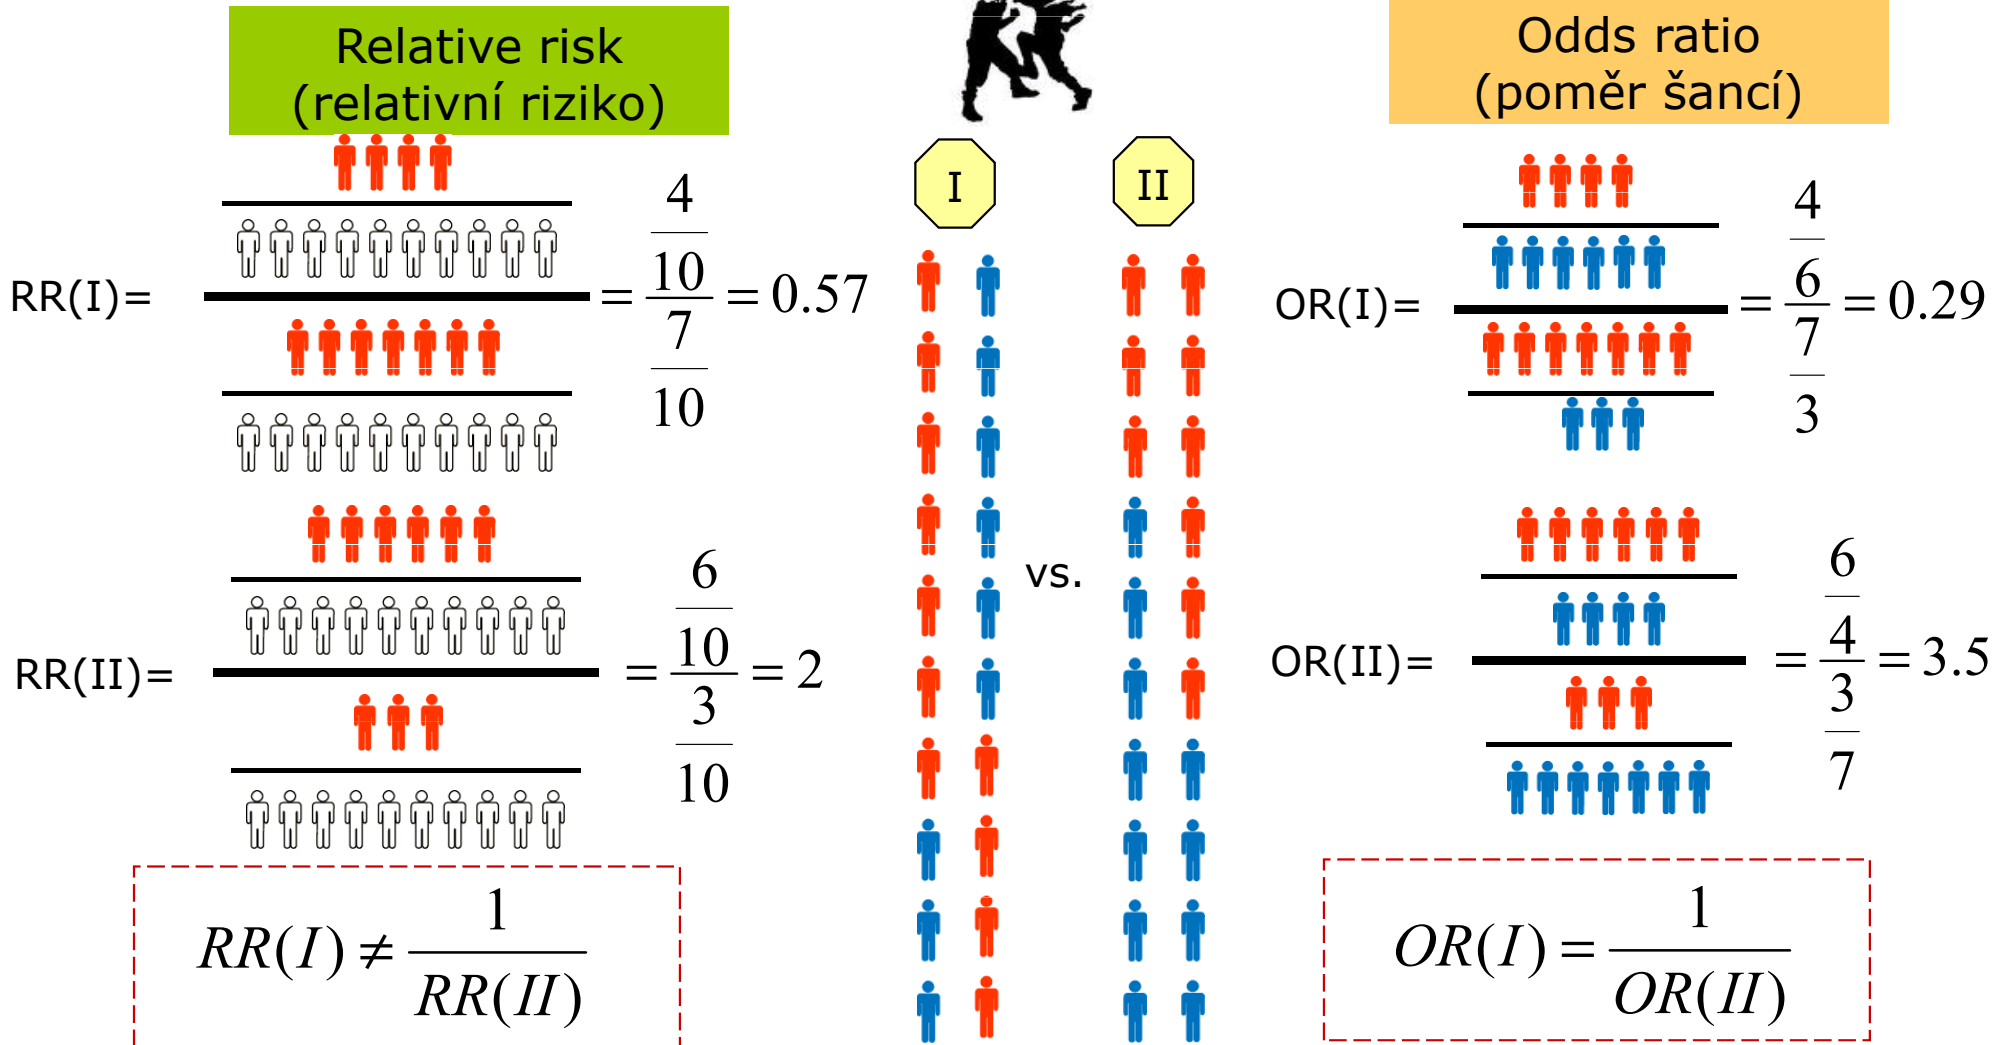 Relative risk
(relativní riziko)
RR(I)=
= 4/10 / 7/10 = 0.57
RR(II)=
= 6/10 / 3/10 = 2
RR(I) ≠ 1/RR(II)
I
II
vs.
Odds ratio
(poměr šancí)
OR(I)=
= 4/6 / 7/3 = 0.29
OR(II)=
= 6/4 / 3/7 = 3.5
OR(I) = 1/OR(II)